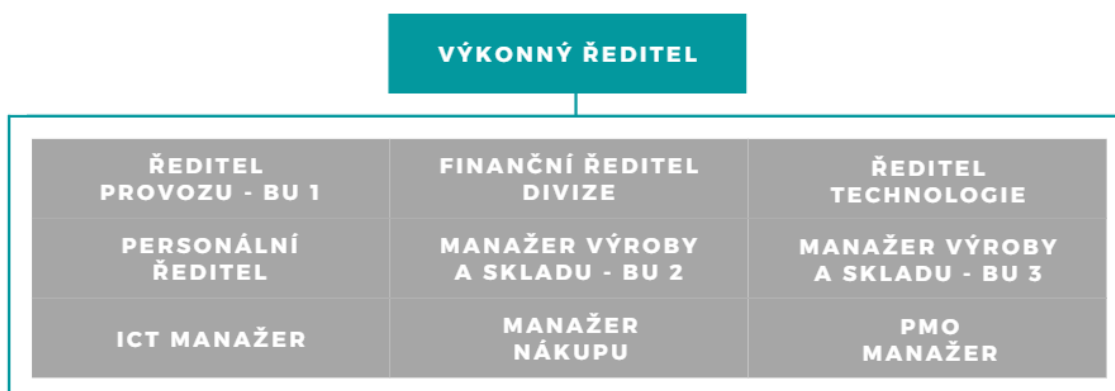 VÝKONNÝ ŘEDITEL
ŘEDITEL
PROVOZU - BU 1
FINANČNÍ ŘEDITEL
DIVIZE
ŘEDITEL
TECHNOLOGIE
PERSONÁLNÍ
ŘEDITEL
MANAŽER VÝROBY
A SKLADU - BU 2
MANAŽER VÝROBY
A SKLADU - BU 3
ICT MANAŽER
MANAŽER
NÁKUPU
PMO
MANAŽER